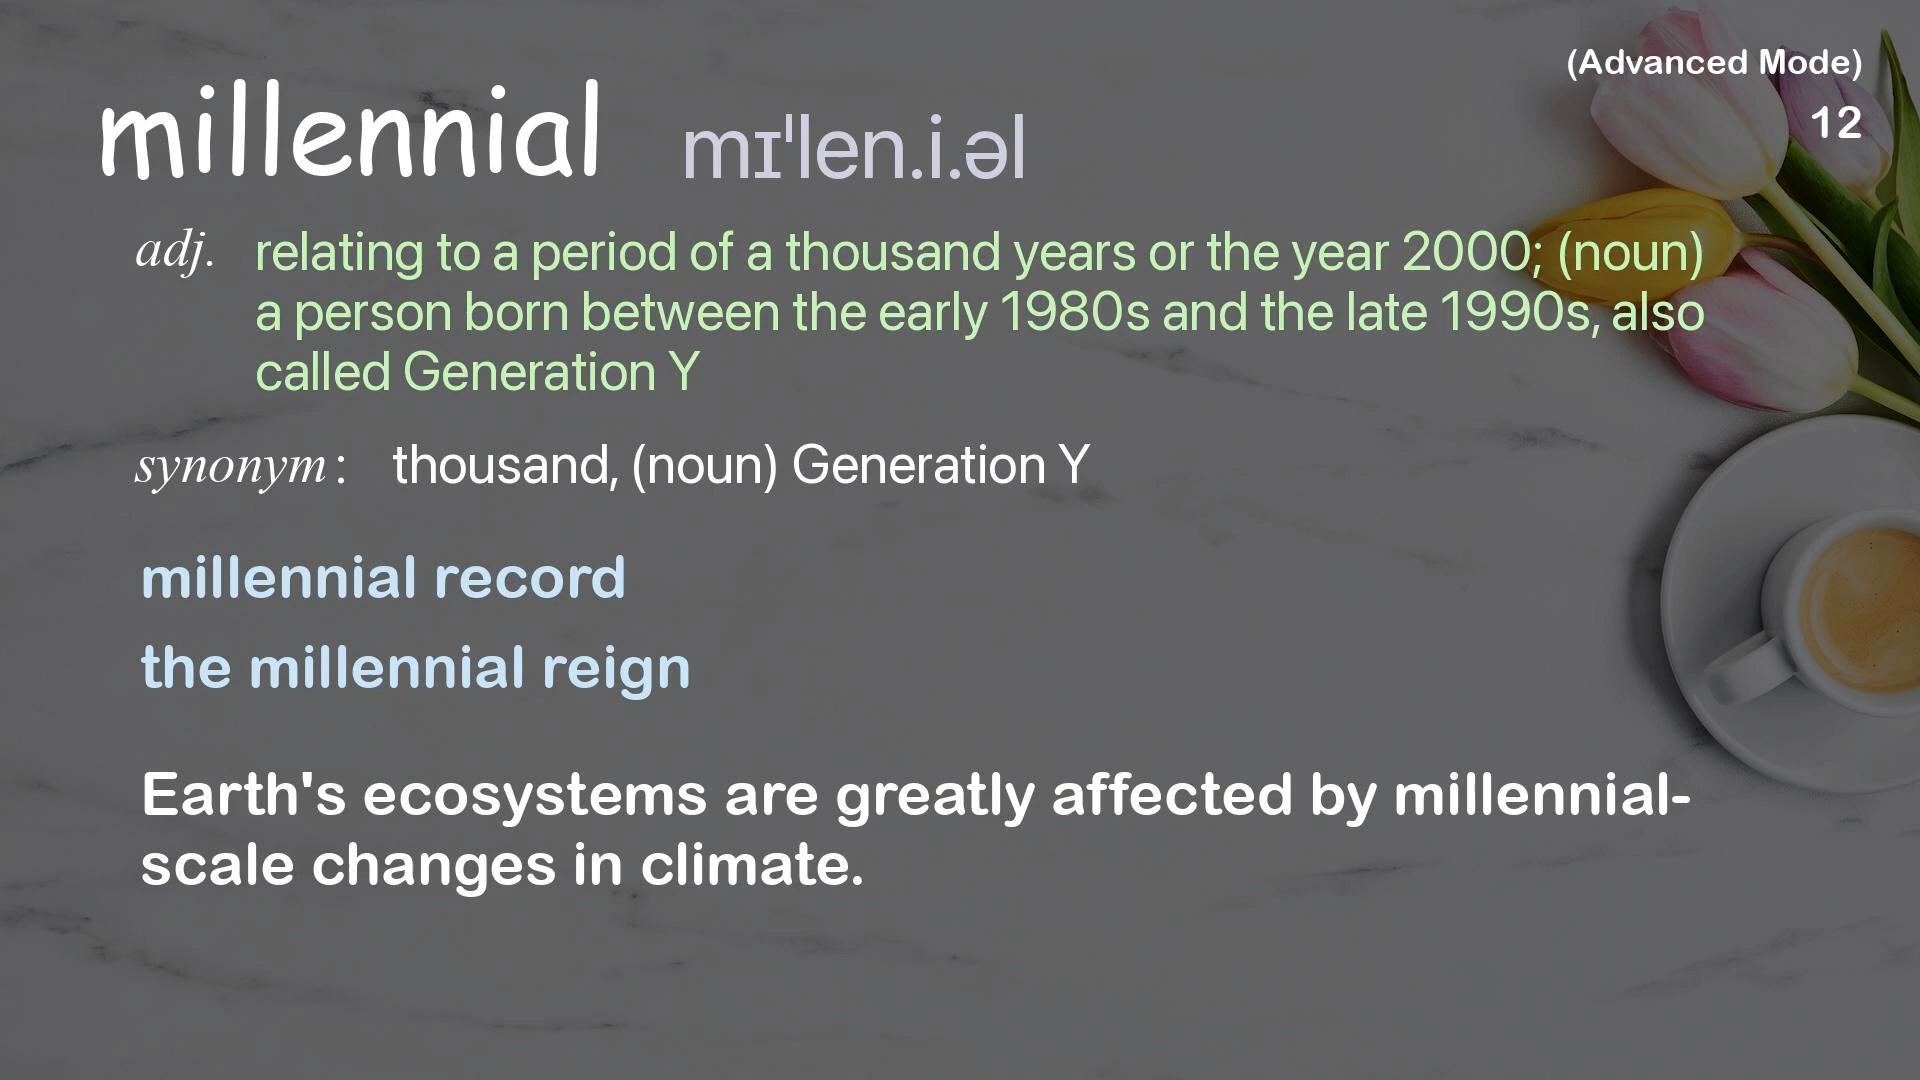 (Advanced Mode)
12
millennial mɪˈlen.i.əl
adj. relating to a period of a thousand years or the year 2000; (noun)
a person born between the early 1980s and the late 1990s, also
called Generation Y
synonym : thousand, (noun) Generation Y
millennial record
the millennial reign
Earth's ecosystems are greatly affected by millennial-
scale changes in climate.